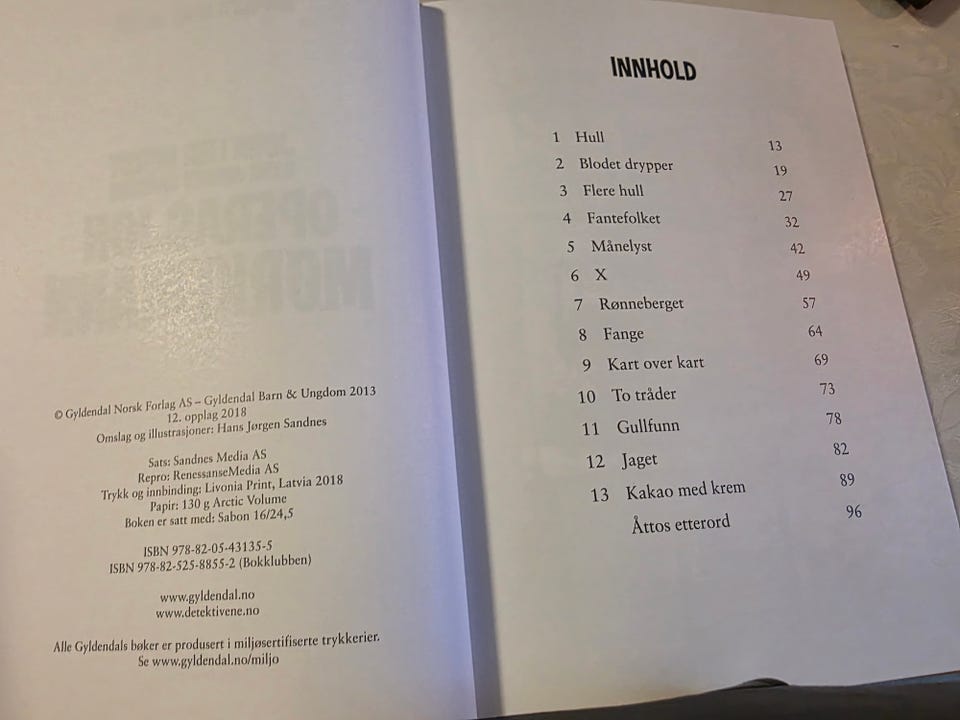 © Gyldendal Norsk Forlag AS – Gyldendal Barn & Ungdom 2013
12. opplag 2018
Omslag og illustrasjoner: Hans Jørgen Sandnes
Sats: Sandnes Media AS
Repro: RenessanseMedia AS
Trykk og innbinding: Livonia Print, Latvia 2018
Papir: 130 g Arctic Volume
Boken er satt med: Sabon 16/24,5
ISBN 978-82-05-43135-5
ISBN 978-82-525-8855-2 (Bokklubben)
www.gyldendal.no
www.detektivene.no
Alle Gyldendals bøker er produsert i miljøsertifiserte trykkerier.
Se www.gyldendal.no/miljo
INNHOLD
1 Hull 13
2 Blodet drypper 19
3 Flere hull 27
4 Fantefolket 32
5 Månelyst 42
6 X 49
7 Rønneberget 57
8 Fange 64
9 Kart over kart 69
10 To tråder 73
11 Gullfunn 78
12 Jaget 82
13 Kakao med krem 89
Åttos etterord 96